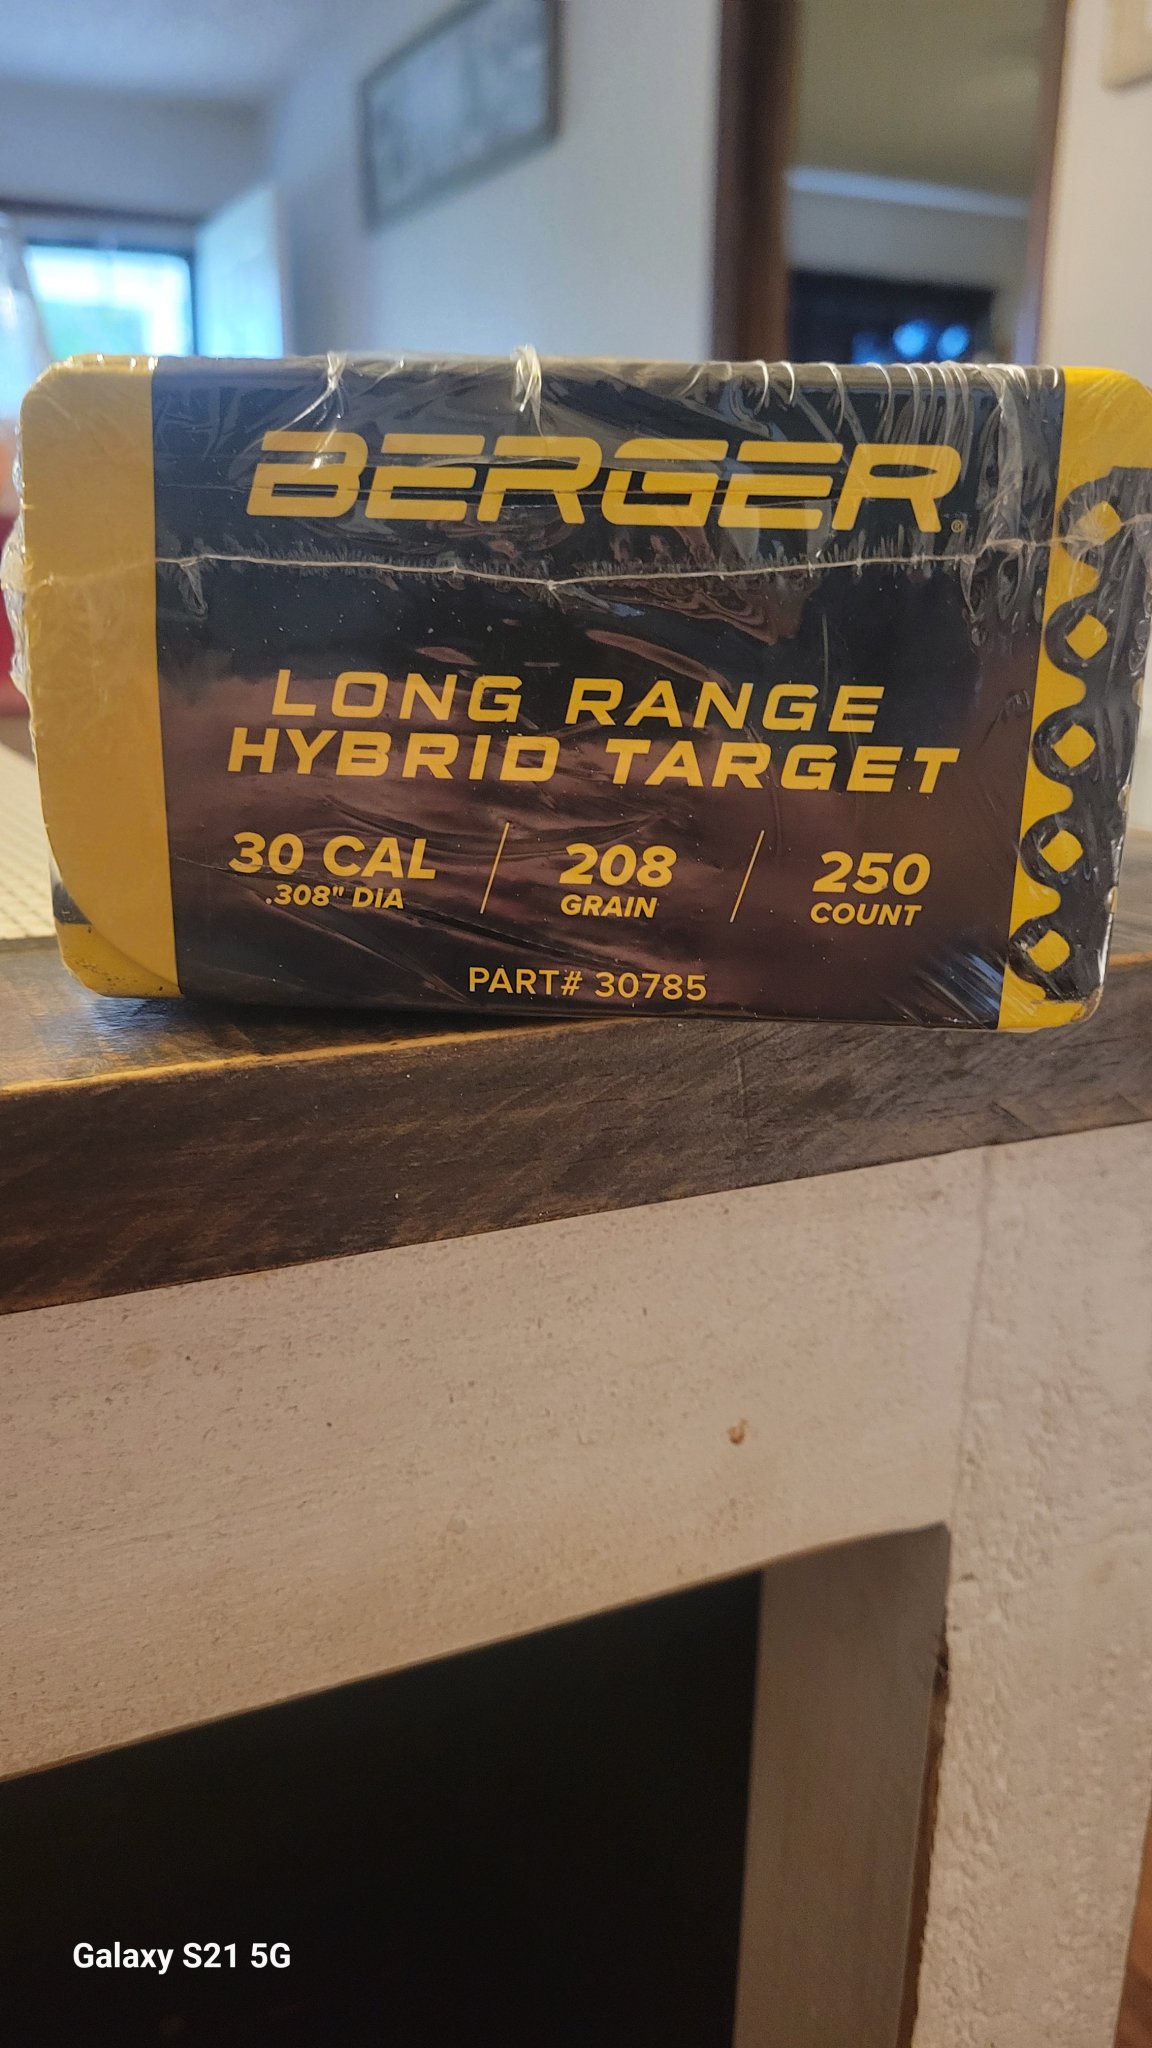 BERGER®
LONG RANGE
HYBRID TARGET
30 CAL
.308" DIA
208
GRAIN
250
COUNT
PART# 30785
Galaxy S21 5G